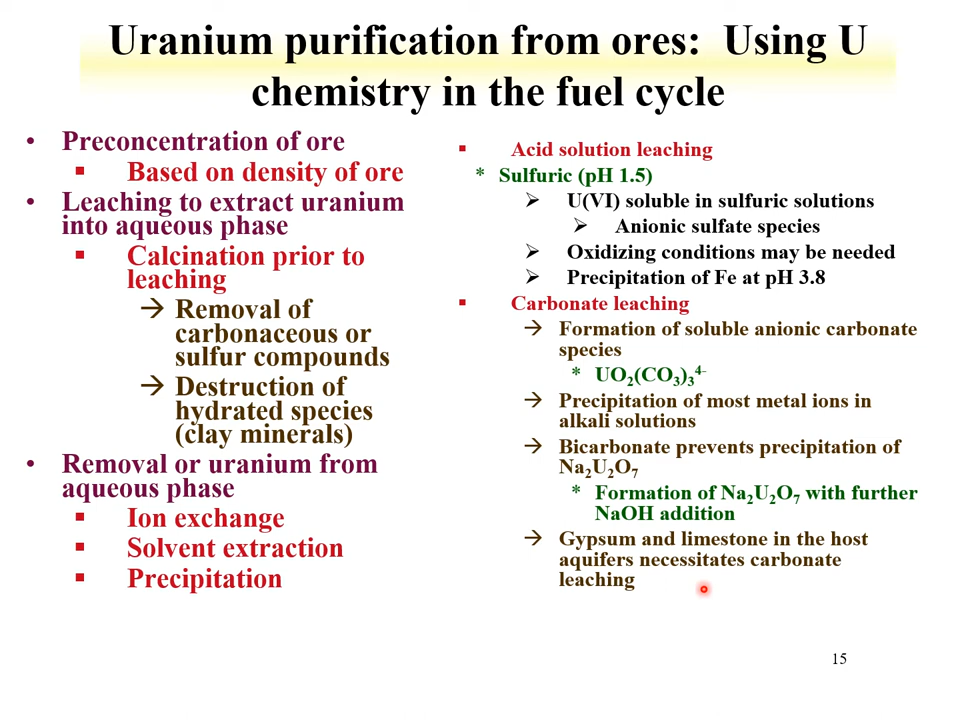 Uranium purification from ores:  Using U
chemistry in the fuel cycle
• Preconcentration of ore
▪ Based on density of ore
• Leaching to extract uranium
into aqueous phase
▪ Calcination prior to
leaching
→ Removal of
carbonaceous or
sulfur compounds
→ Destruction of
hydrated species
(clay minerals)
• Removal or uranium from
aqueous phase
▪ Ion exchange
▪ Solvent extraction
▪ Precipitation
▪ Acid solution leaching
* Sulfuric (pH 1.5)
➢ U(VI) soluble in sulfuric solutions
➢ Anionic sulfate species
➢ Oxidizing conditions may be needed
➢ Precipitation of Fe at pH 3.8
▪ Carbonate leaching
→ Formation of soluble anionic carbonate
species
* UO₂(CO₃)₃⁴⁻
→ Precipitation of most metal ions in
alkali solutions
→ Bicarbonate prevents precipitation of
Na₂U₂O₇
* Formation of Na₂U₂O₇ with further
NaOH addition
→ Gypsum and limestone in the host
aquifers necessitates carbonate
leaching
15